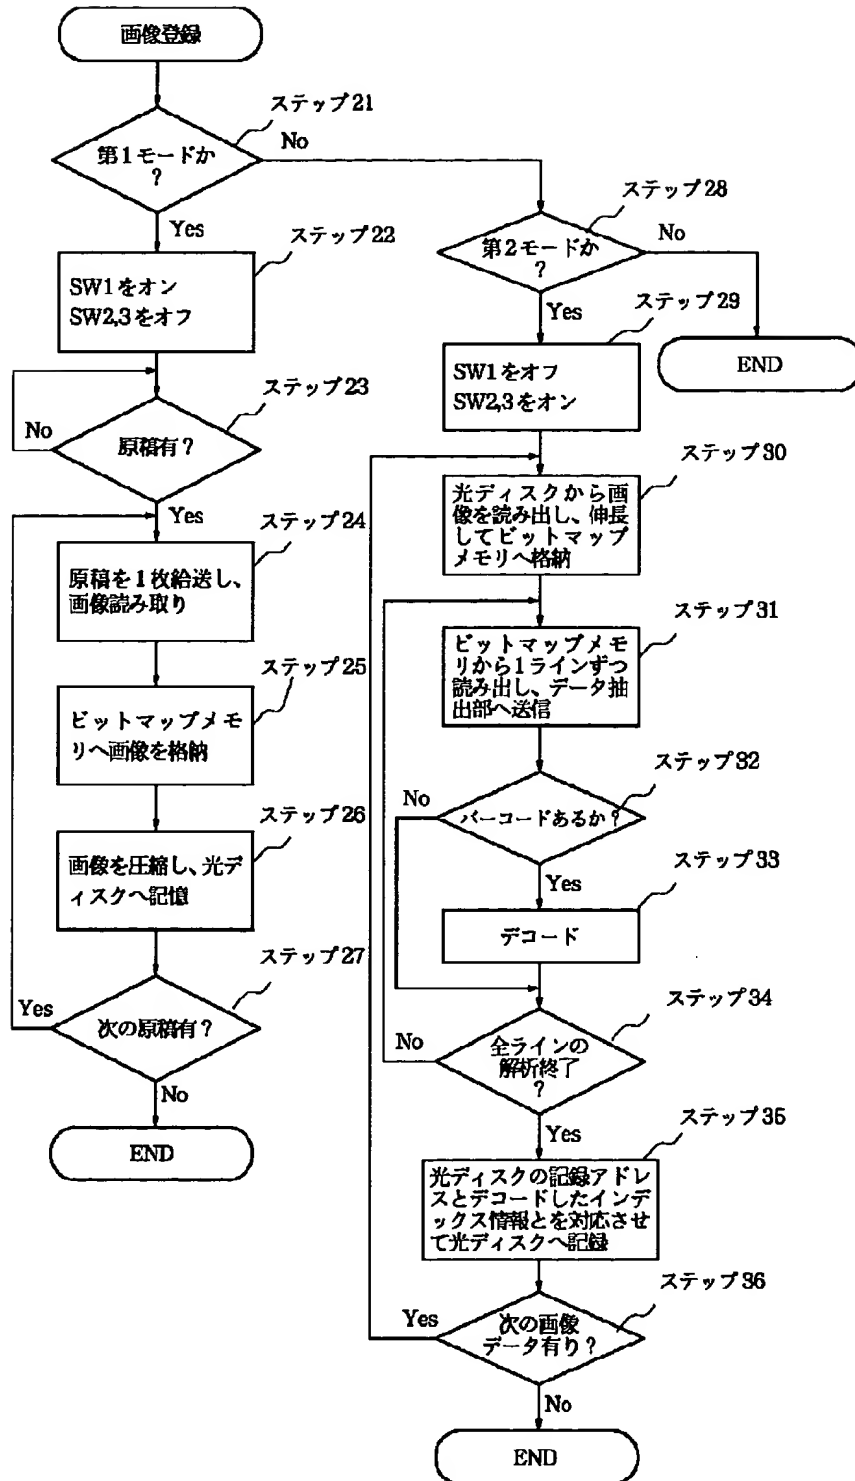 画像登録
ステップ21
第1モードか
?
No
Yes
ステップ22
SW1をオン
SW2,3をオフ
ステップ23
原稿有?
No
Yes
ステップ24
原稿を1枚給送し、
画像読み取り
ステップ25
ビットマップメモ
リへ画像を格納
ステップ26
画像を圧縮し、光デ
ィスクへ記憶
ステップ27
次の原稿有?
Yes
No
END
ステップ28
第2モードか
?
No
Yes
END
ステップ29
SW1をオフ
SW2,3をオン
ステップ30
光ディスクから画
像を読み出し、伸長
してビットマップ
メモリへ格納
ステップ31
ビットマップメモ
リから1ラインずつ
読み出し、データ抽
出部へ送信
ステップ32
バーコードあるか?
No
Yes
ステップ33
デコード
ステップ34
全ラインの
解析終了
?
No
Yes
ステップ35
光ディスクの記録アドレ
スとデコードしたインデ
ックス情報とを対応させ
て光ディスクへ記録
ステップ36
次の画像
データ有り?
Yes
No
END